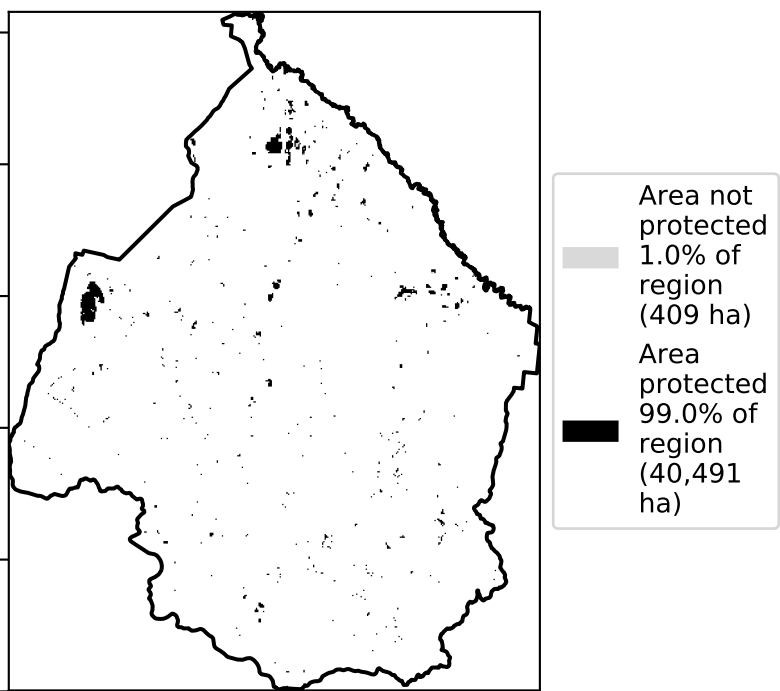 Area not
protected
1.0% of
region
(409 ha)
Area
protected
99.0% of
region
(40,491
ha)